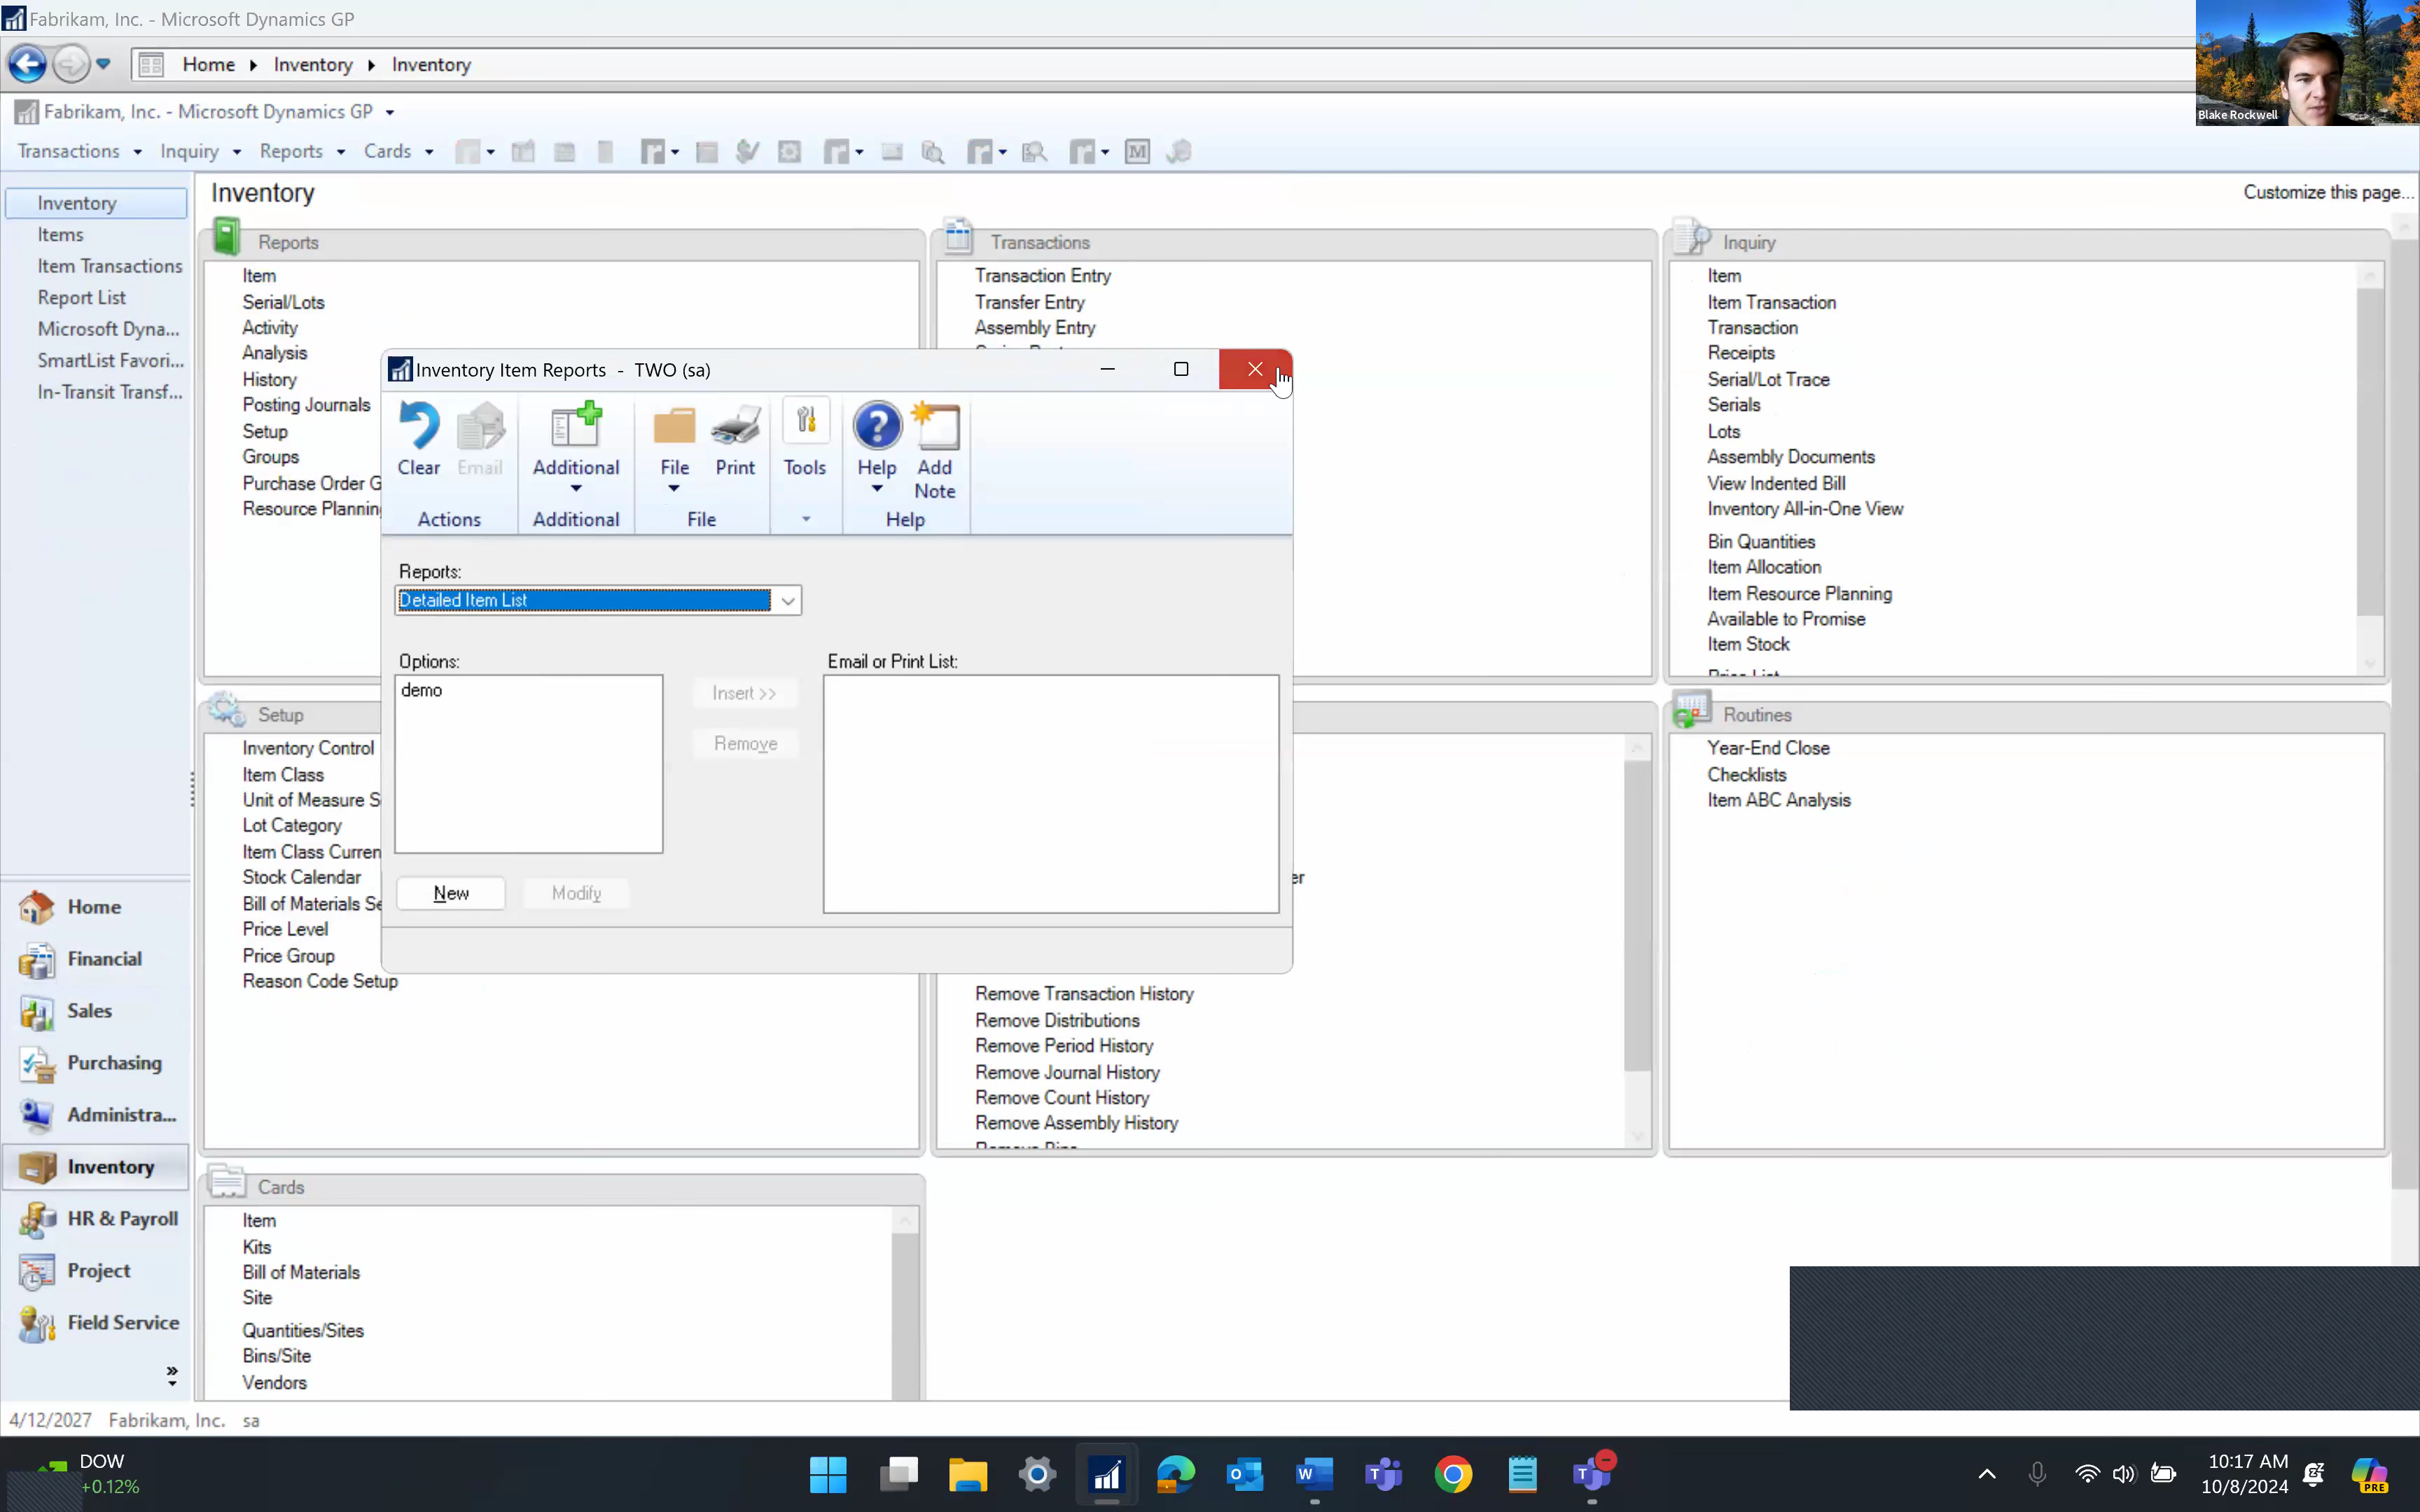 Fabrikam, Inc. - Microsoft Dynamics GP
Home Inventory Inventory
Blake Rockwell
Fabrikam, Inc. - Microsoft Dynamics GP
Transactions Inquiry Reports Cards
Inventory
Items
Item Transactions
Report List
Microsoft Dyna...
SmartList Favori...
In-Transit Transf...
Inventory
Customize this page...
Reports
Item
Serial/Lots
Activity
Analysis
History
Posting Journals
Setup
Groups
Purchase Order G
Resource Planning
Transactions
Transaction Entry
Transfer Entry
Assembly Entry
Inquiry
Item
Item Transaction
Transaction
Receipts
Serial/Lot Trace
Serials
Lots
Assembly Documents
View Indented Bill
Inventory All-in-One View
Bin Quantities
Item Allocation
Item Resource Planning
Available to Promise
Item Stock
Price List
Inventory Item Reports - TWO (sa)
Clear
Email
Additional
File
Print
Tools
Help
Add Note
Actions
Additional
File
Help
Reports:
Detailed Item List
Options:
demo
Insert >>
Remove
Email or Print List:
New
Modify
Setup
Inventory Control
Item Class
Unit of Measure S
Lot Category
Item Class Curren
Stock Calendar
Bill of Materials Se
Price Level
Price Group
Reason Code Setup
er
Remove Transaction History
Remove Distributions
Remove Period History
Remove Journal History
Remove Count History
Remove Assembly History
Remove Bins
Routines
Year-End Close
Checklists
Item ABC Analysis
Cards
Item
Kits
Bill of Materials
Site
Quantities/Sites
Bins/Site
Vendors
Home
Financial
Sales
Purchasing
Administra...
Inventory
HR & Payroll
Project
Field Service
4/12/2027 Fabrikam, Inc. sa
DOW
+0.12%
10:17 AM
10/8/2024
PRE